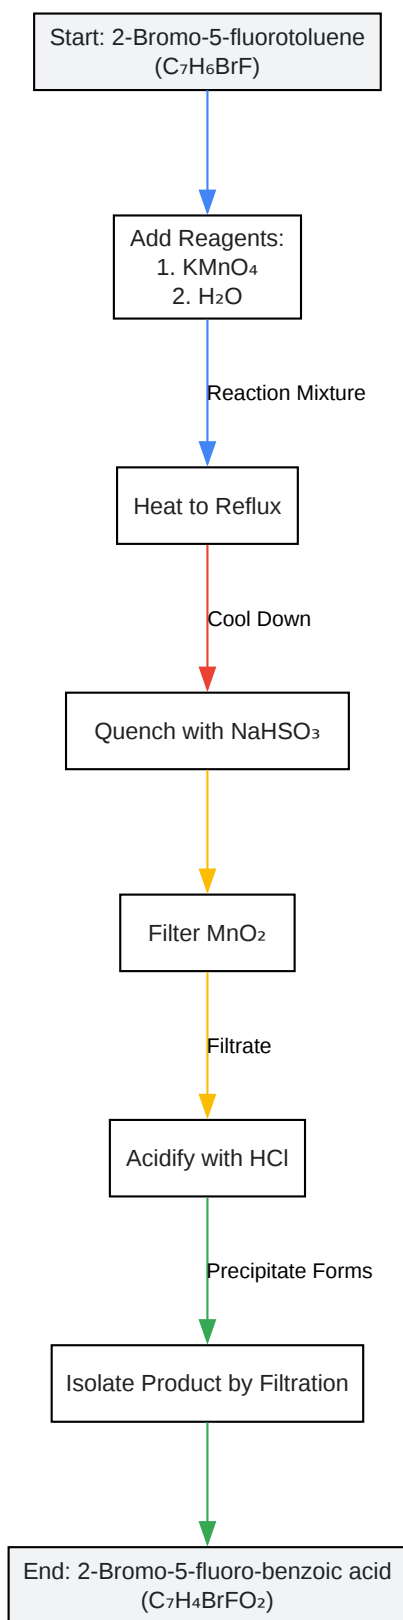 Start: 2-Bromo-5-fluorotoluene
(C₇H₆BrF)
Add Reagents:
1. KMnO₄
2. H₂O
Reaction Mixture
Heat to Reflux
Cool Down
Quench with NaHSO₃
Filter MnO₂
Filtrate
Acidify with HCl
Precipitate Forms
Isolate Product by Filtration
End: 2-Bromo-5-fluoro-benzoic acid
(C₇H₄BrFO₂)